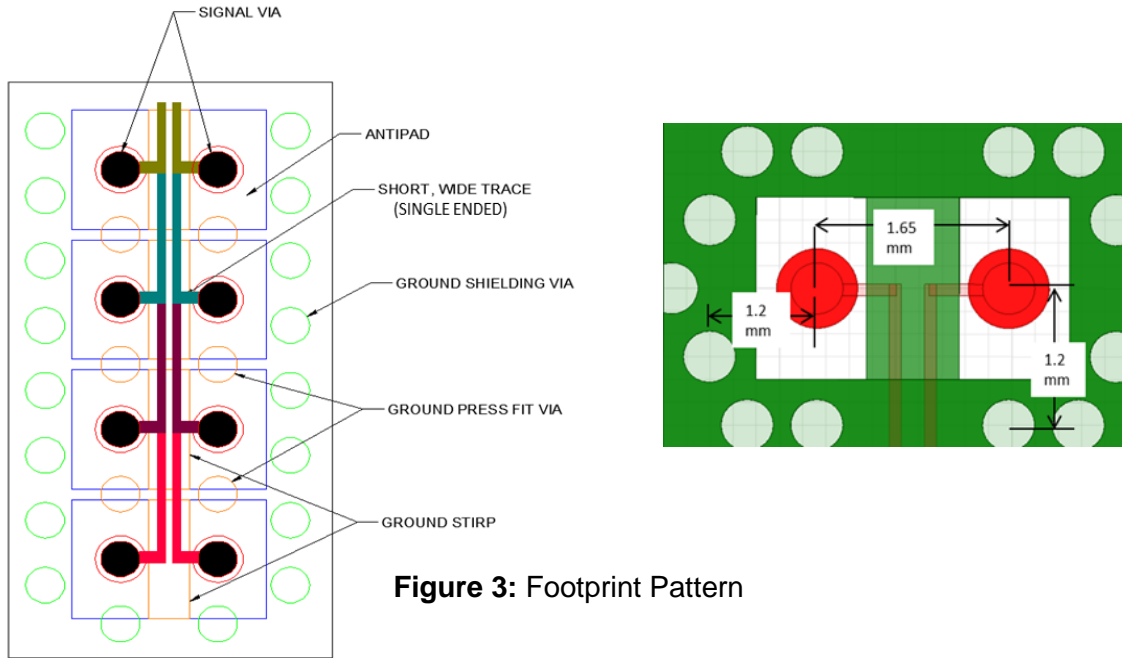 SIGNAL VIA
ANTIPAD
SHORT, WIDE TRACE
(SINGLE ENDED)
GROUND SHIELDING VIA
GROUND PRESS FIT VIA
GROUND STIRP
1.65
mm
1.2
mm
1.2
mm
Figure 3: Footprint Pattern